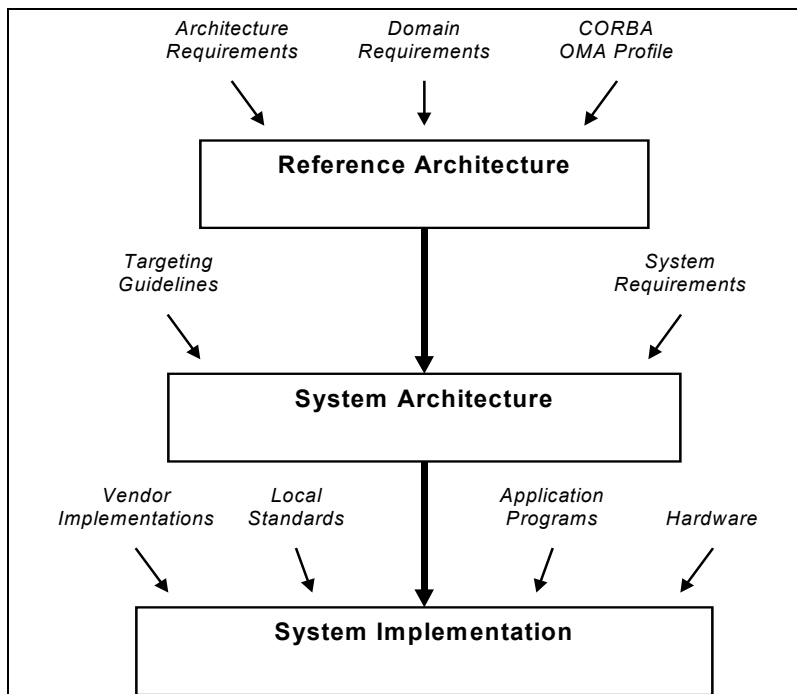 Architecture
Requirements
Domain
Requirements
CORBA
OMA Profile
Reference Architecture
Targeting
Guidelines
System
Requirements
System Architecture
Vendor
Implementations
Local
Standards
Application
Programs
Hardware
System Implementation